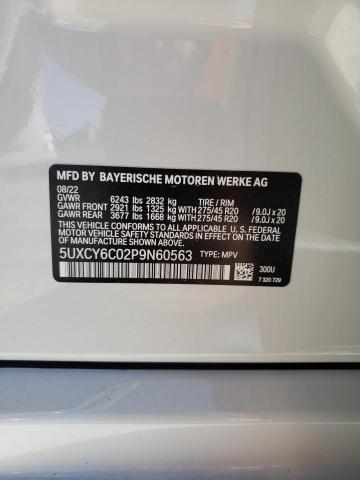 MFD BY BAYERISCHE MOTOREN WERKE AG
08/22
GVWR 6243 lbs 2832 kg TIRE / RIM
GAWR FRONT 2921 lbs 1325 kg WITH 275/45 R20 / 9.0J x 20
GAWR REAR 3677 lbs 1668 kg WITH 275/45 R20 / 9.0J x 20
THIS VEHICLE CONFORMS TO ALL APPLICABLE U.S. FEDERAL
MOTOR VEHICLE SAFETY STANDARDS IN EFFECT ON
THE DATE OF MANUFACTURE SHOWN ABOVE.
5UXCY6C02P9N60563 TYPE: MPV
300U
7 320 729